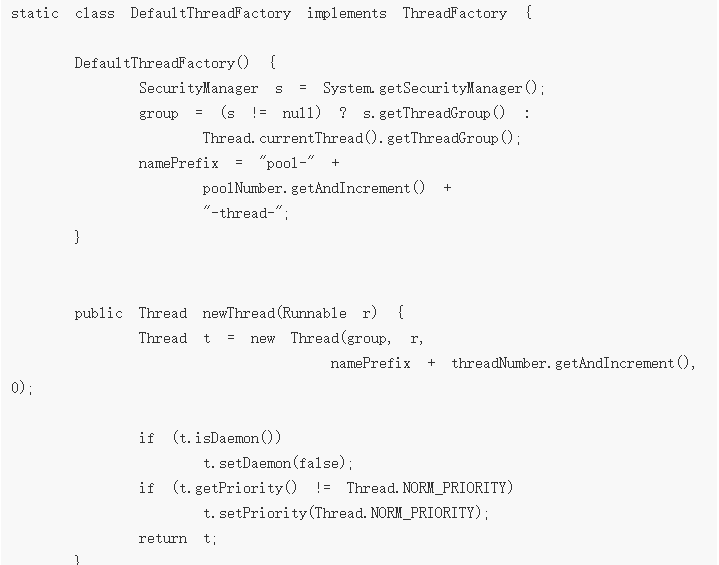 static class DefaultThreadFactory implements ThreadFactory {
DefaultThreadFactory() {
SecurityManager s = System.getSecurityManager();
group = (s != null) ? s.getThreadGroup() :
Thread.currentThread().getThreadGroup();
namePrefix = "pool-" +
poolNumber.getAndIncrement() +
"-thread-";
}
public Thread newThread(Runnable r) {
Thread t = new Thread(group, r,
namePrefix + threadNumber.getAndIncrement(),
0);
if (t.isDaemon())
t.setDaemon(false);
if (t.getPriority() != Thread.NORM_PRIORITY)
t.setPriority(Thread.NORM_PRIORITY);
return t;
}